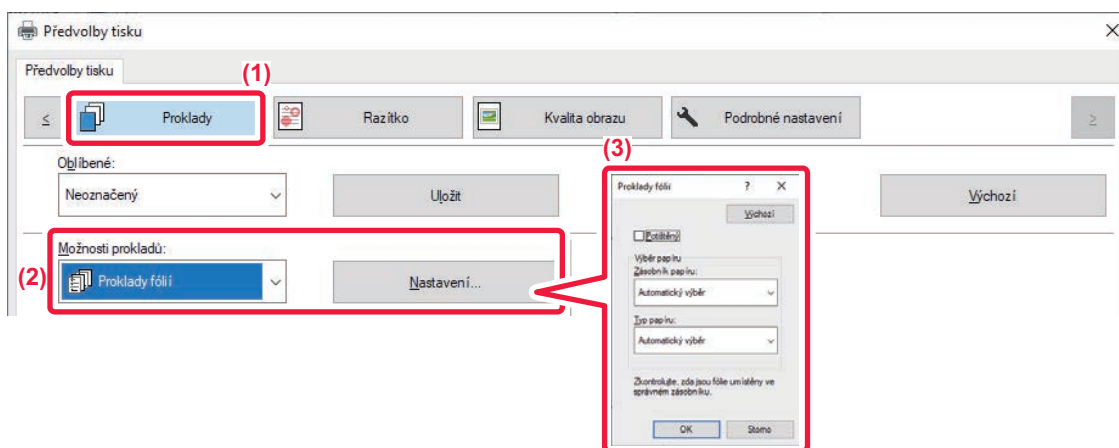 Předvolby tisku
Předvolby tisku
(1)
<
Proklady
Razítko
Kvalita obrazu
Podrobné nastavení
>
(3)
Oblíbené:
Neoznačený
Uložit
Výchozí
Možnosti prokladů:
(2)
Proklady fólií
Nastavení...
Proklady fólií
?
Výchozí
Potištěný
Výběr papíru
Zásobník papíru:
Automatický výběr
Typ papíru:
Automatický výběr
Zkontrolujte, zda jsou fólie umístěny ve
správném zásobníku.
OK
Storno